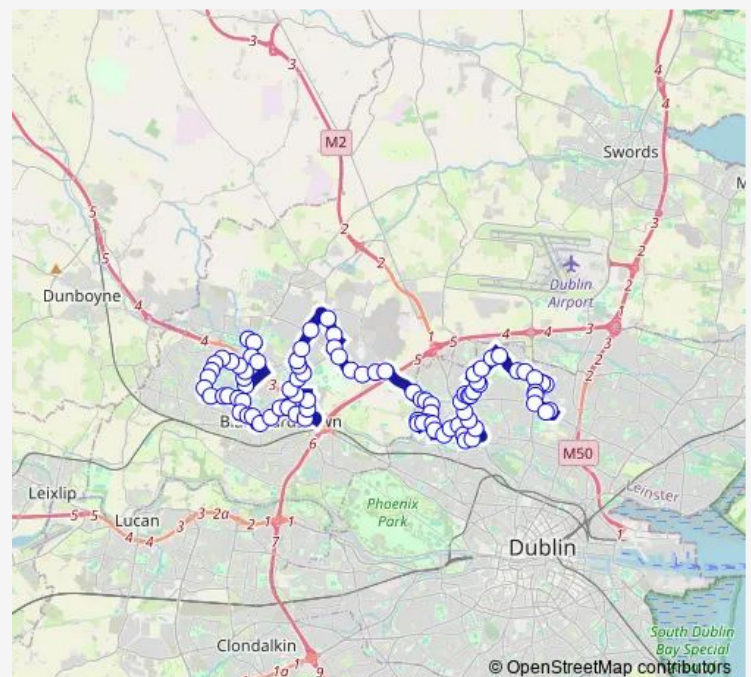 4
3
3
4
M2
Swords
M
5
5
2
2
3
2
2
1
Dublin
Airport
Dunboyne
4
4
1
5
4
4
3
3
3
2
5
3
Bla
wn
6
M50
Leinster
Leixlip
5
5
Lucan
4
4
3
3
2a
2
1
1
7
Phoenix
Park
1
Dublin
Clondalkin
South Dublin
Bay Special
1a
1
9
© OpenStreetMap contributors